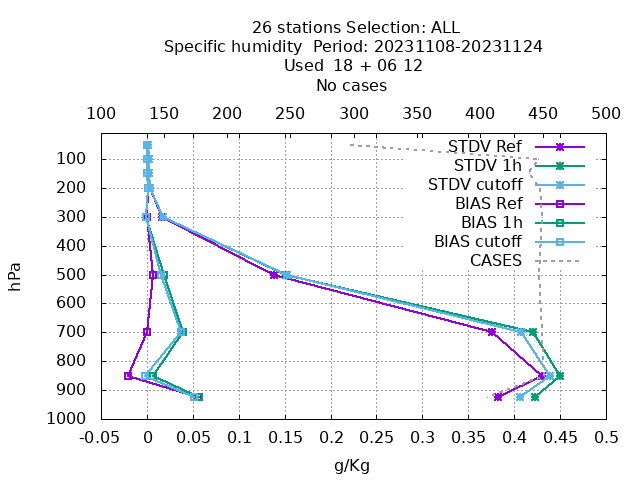 26 stations Selection: ALL
Specific humidity  Period: 20231108-20231124
Used  18 + 06 12
No cases
100 150 200 250 300 350 400 450 500
STDV Ref
STDV 1h
STDV cutoff
BIAS Ref
BIAS 1h
BIAS cutoff
CASES
hPa
100
200
300
400
500
600
700
800
900
1000
-0.05 0 0.05 0.1 0.15 0.2 0.25 0.3 0.35 0.4 0.45 0.5
g/Kg